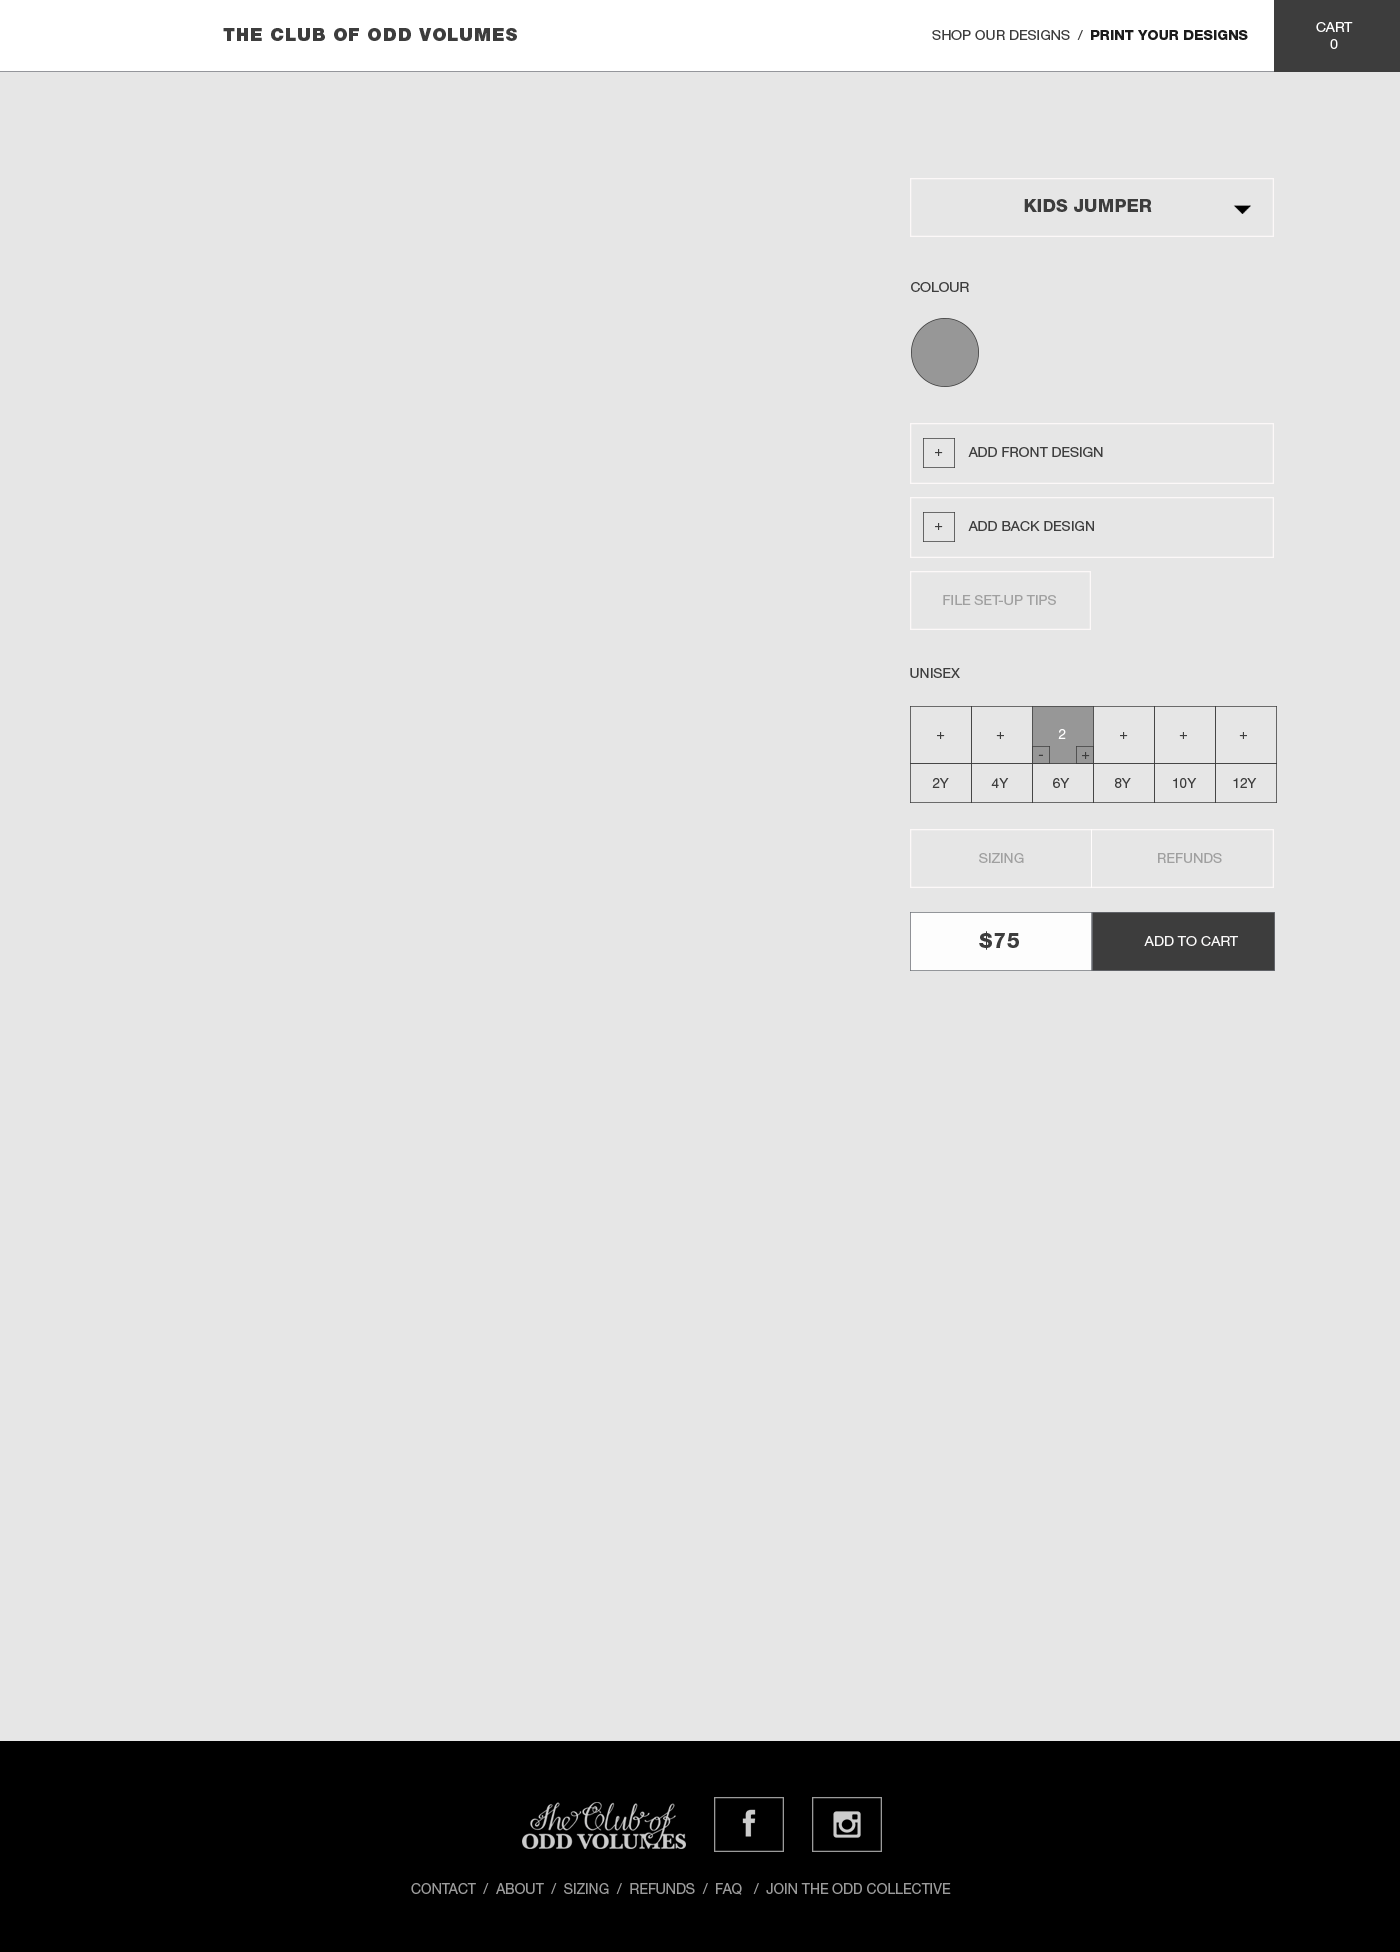 THE CLUB OF ODD VOLUMES
SHOP OUR DESIGNS / PRINT YOUR DESIGNS
CART
0
KIDS JUMPER
COLOUR
+ ADD FRONT DESIGN
+ ADD BACK DESIGN
FILE SET-UP TIPS
UNISEX
+ + 2 + + +
- +
2Y 4Y 6Y 8Y 10Y 12Y
SIZING REFUNDS
$75 ADD TO CART
The Club of
ODD VOLUMES
f
CONTACT / ABOUT / SIZING / REFUNDS / FAQ / JOIN THE ODD COLLECTIVE